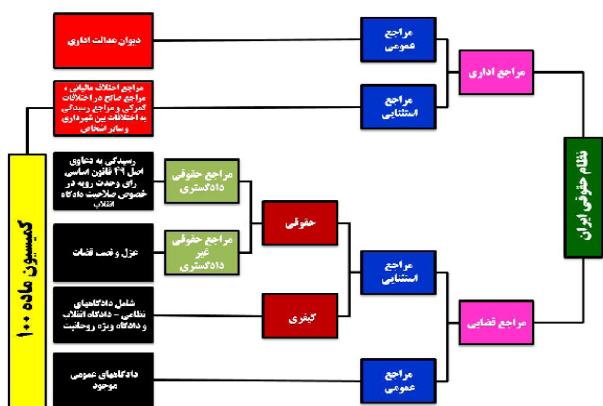 نظام حقوقی ایران
مراجع اداری
مراجع
عمومی
دیوان عدالت اداری
مراجع
استثنایی
مراجع اختلاف مالیاتی ،
مراجع صالح در اختلافات
گمرکی و مراجع رسیدگی
به اختلافات بین شهرداری
و سایر اشخاص
مراجع قضایی
مراجع
استثنایی
حقوقی
مراجع حقوقی
دادگستری
رسیدگی به دعاوی
اصل ۴۹ قانون اساسی
رای وحدت رویه در
خصوص صلاحیت دادگاه
انقلاب
مراجع حقوقی
غیر
دادگستری
عزل و نصب قضات
کیفری
شامل دادگاههای
نظامی - دادگاه انقلاب
و دادگاه ویژه روحانیت
مراجع
عمومی
دادگاههای عمومی
موجود
کمیسیون ماده ۱۰۰